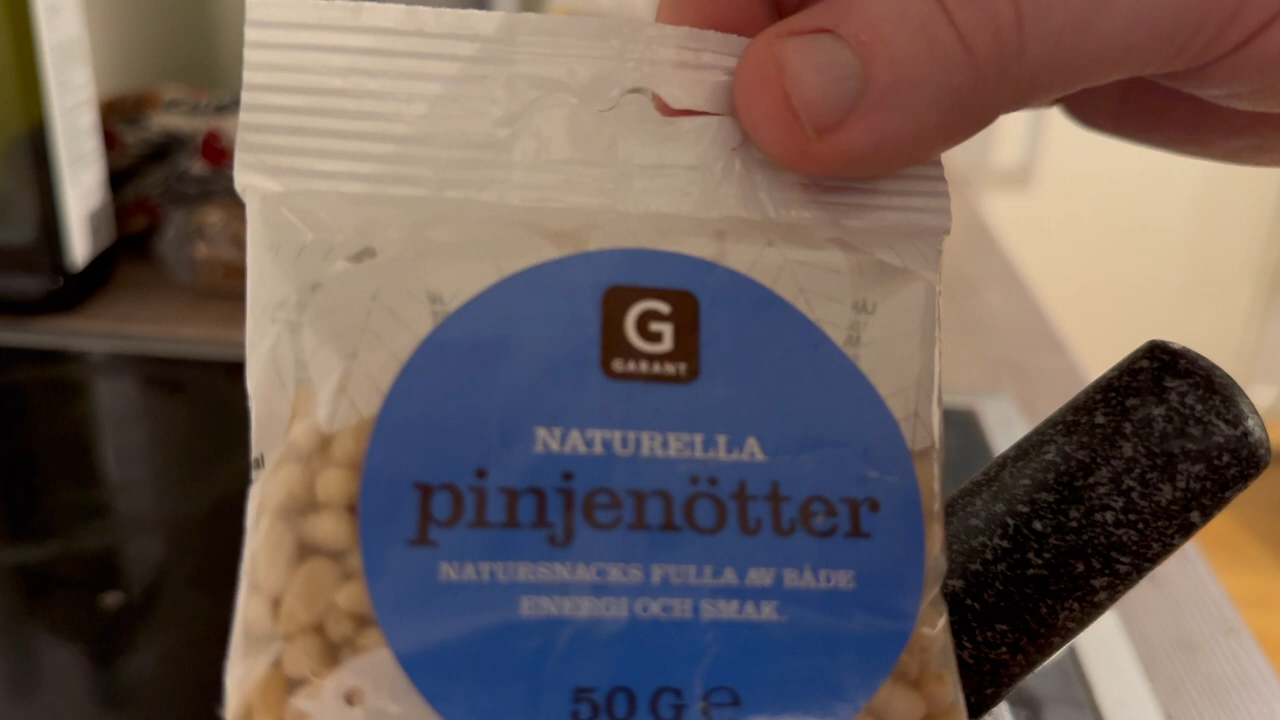 G
GARANT
NATURELLA
pinjenötter
NATURSNACKS FULLA AV BÅDE
ENERGI OCH SMAK.
50 G ℮